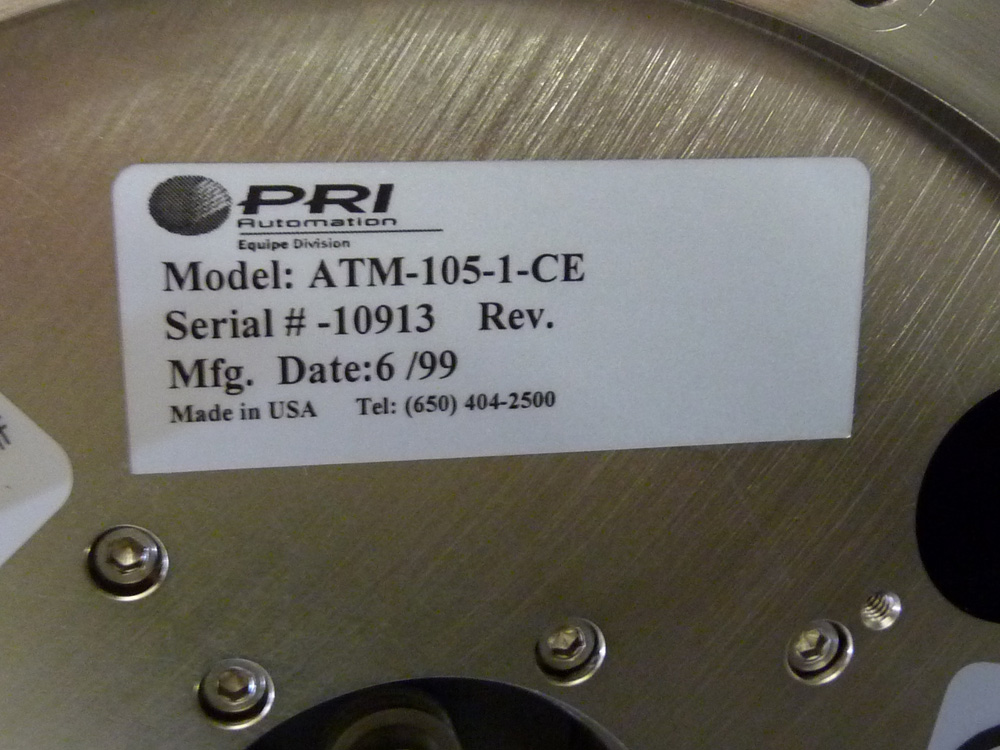 PRI
Automation
Equipe Division
Model: ATM-105-1-CE
Serial # -10913 Rev.
Mfg. Date:6 /99
Made in USA Tel: (650) 404-2500
#